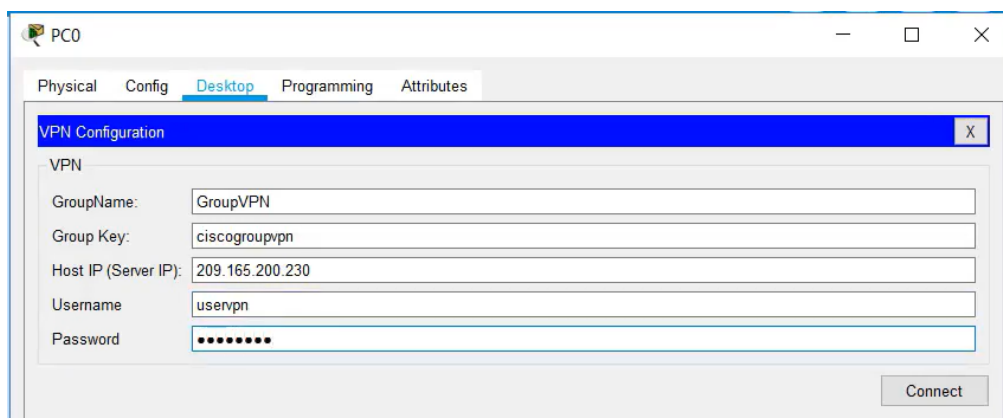 PC0
Physical Config Desktop Programming Attributes
VPN Configuration X
VPN
GroupName: GroupVPN
Group Key: ciscogroupvpn
Host IP (Server IP): 209.165.200.230
Username uservpn
Password ●●●●●●●●
Connect